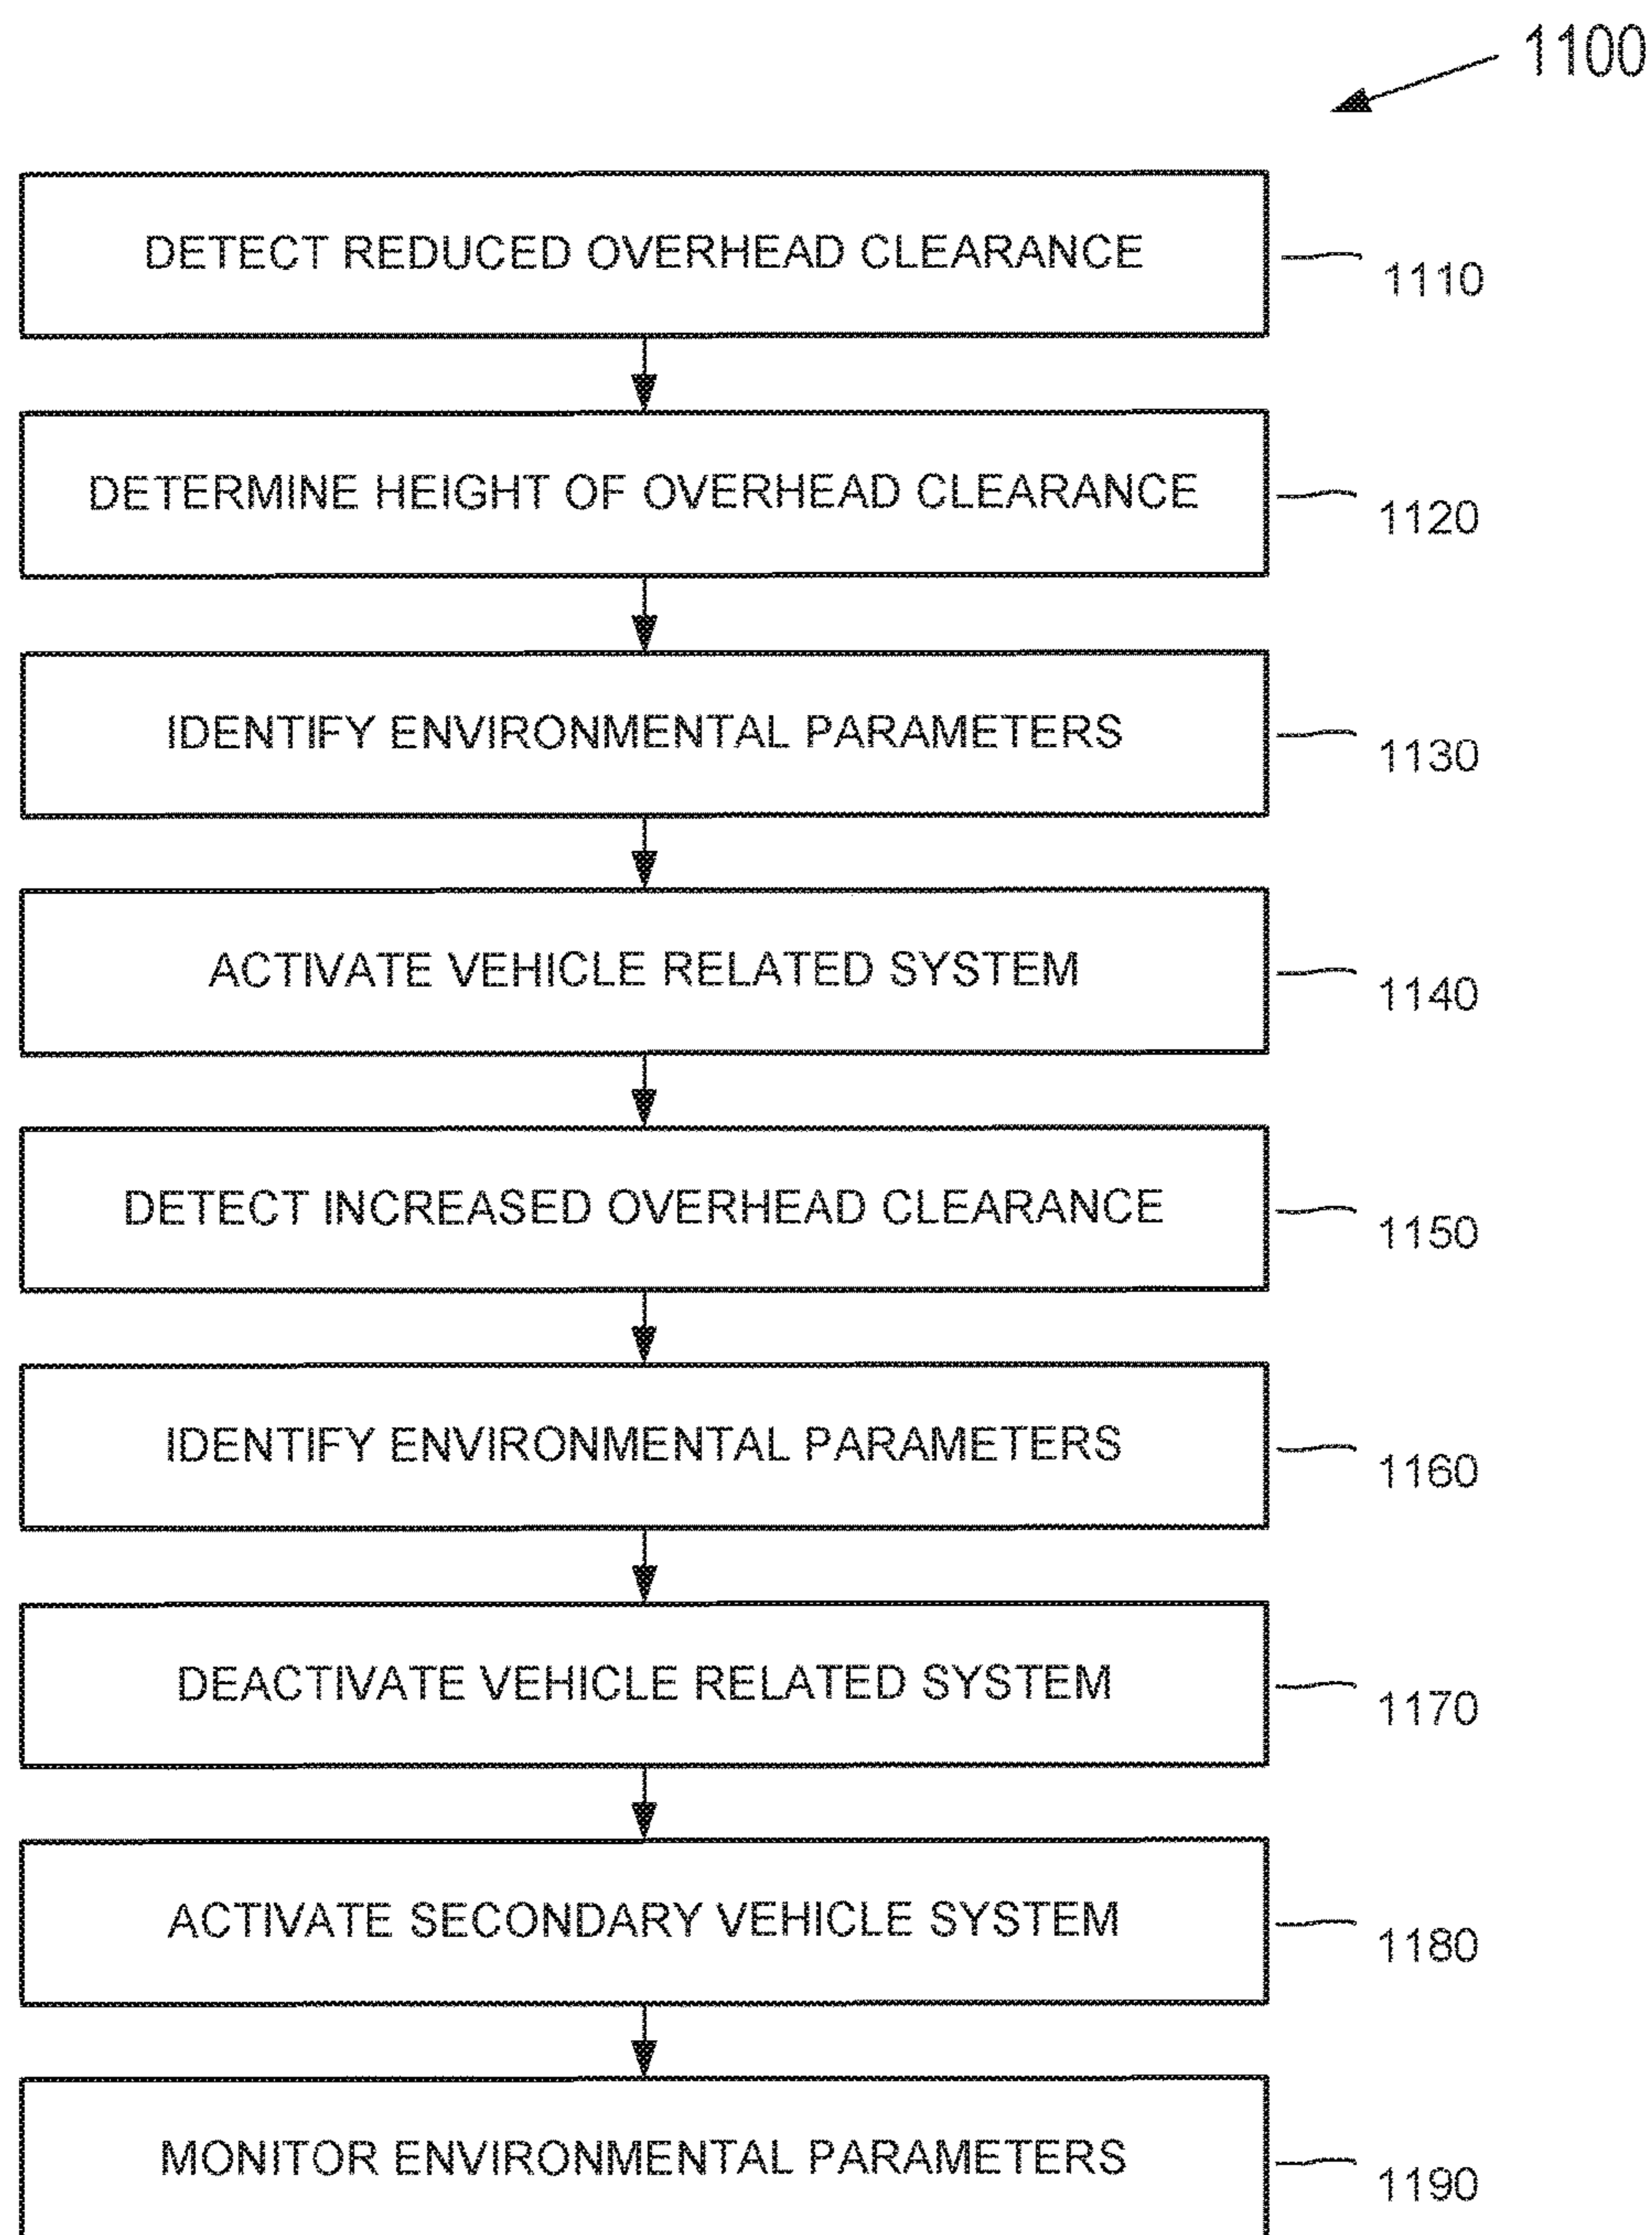 1100
DETECT REDUCED OVERHEAD CLEARANCE
1110
DETERMINE HEIGHT OF OVERHEAD CLEARANCE
1120
IDENTIFY ENVIRONMENTAL PARAMETERS
1130
ACTIVATE VEHICLE RELATED SYSTEM
1140
DETECT INCREASED OVERHEAD CLEARANCE
1150
IDENTIFY ENVIRONMENTAL PARAMETERS
1160
DEACTIVATE VEHICLE RELATED SYSTEM
1170
ACTIVATE SECONDARY VEHICLE SYSTEM
1180
MONITOR ENVIRONMENTAL PARAMETERS
1190